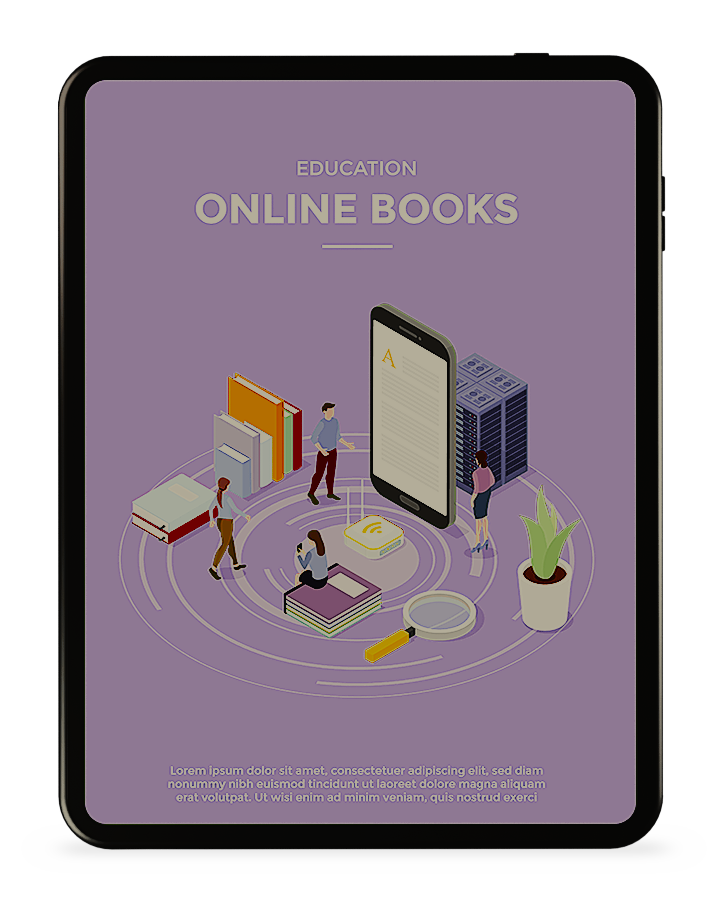 EDUCATION
ONLINE BOOKS
A
Lorem ipsum dolor sit amet, consectetuer adipiscing elit, sed diam
nonummy nibh euismod tincidunt ut laoreet dolore magna aliquam
erat volutpat. Ut wisi enim ad minim veniam, quis nostrud exerci